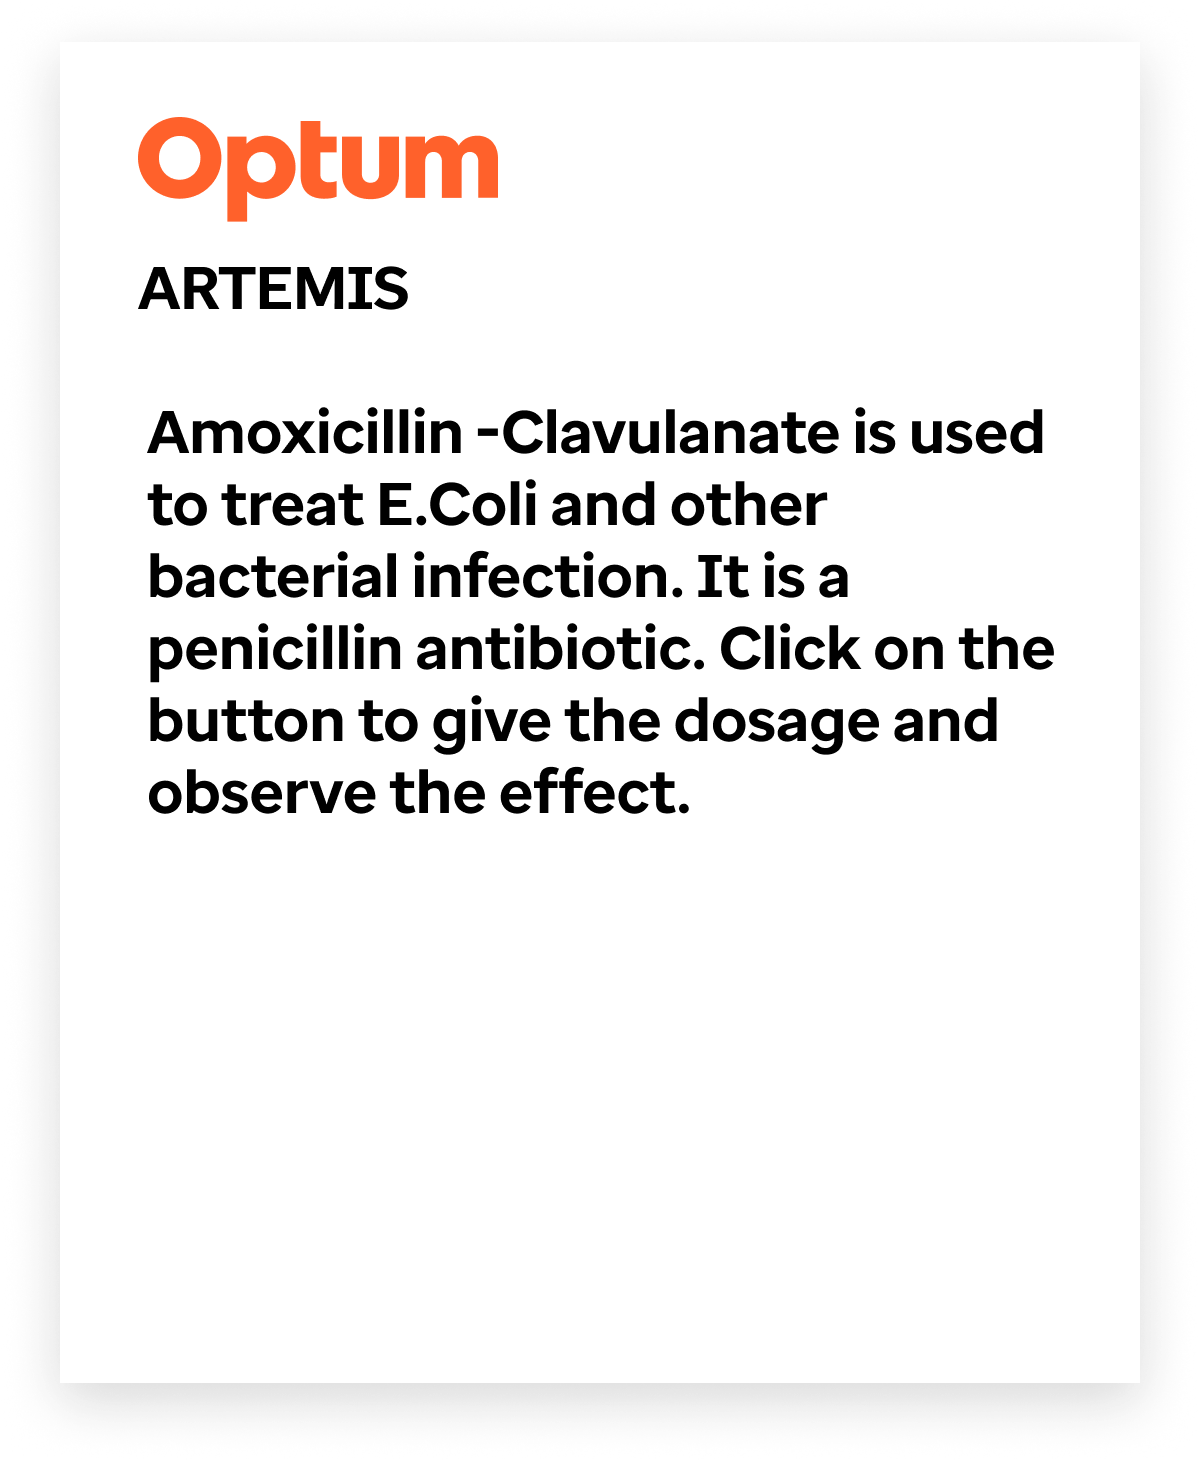 Optum
ARTEMIS
Amoxicillin -Clavulanate is used
to treat E.Coli and other
bacterial infection. It is a
penicillin antibiotic. Click on the
button to give the dosage and
observe the effect.